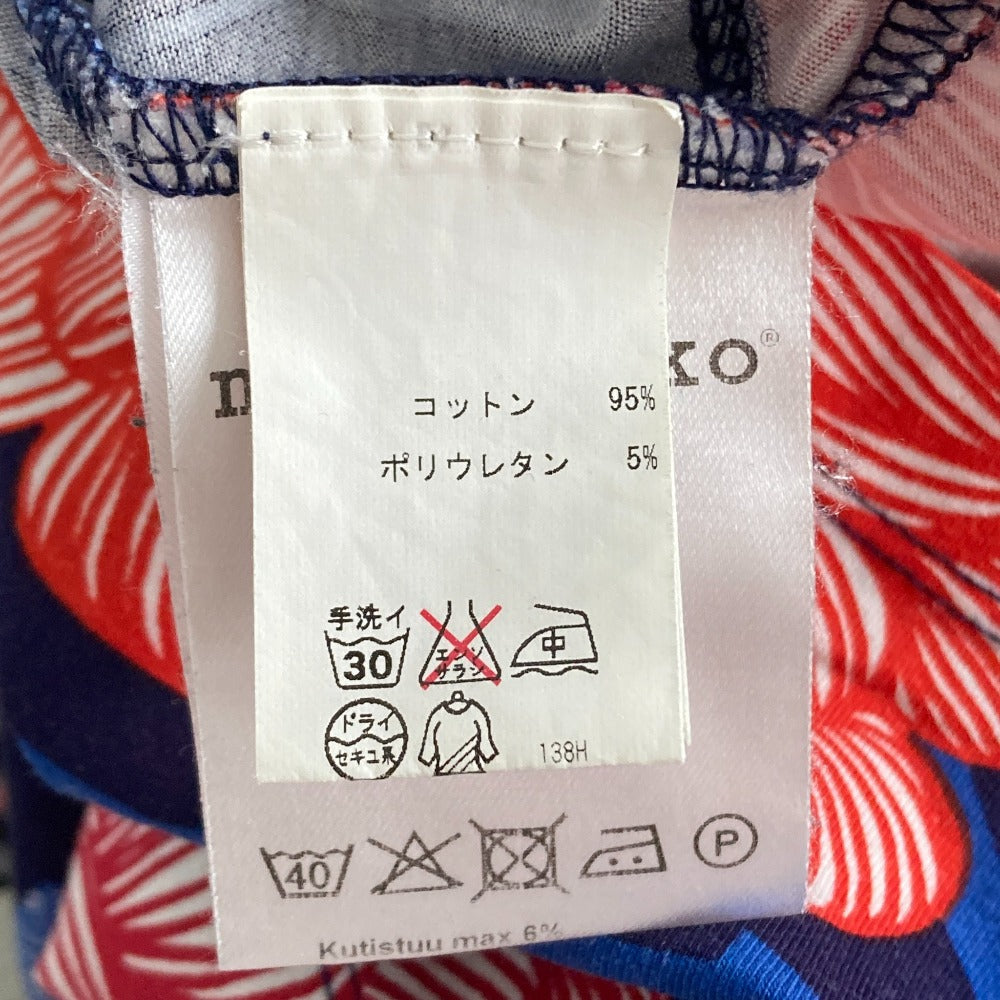 コットン 95%
ポリウレタン 5%
手洗イ
30
エンソ
サラシ
中
ドライ
セキユ系
138H
40
P
Kutistuu max 6%